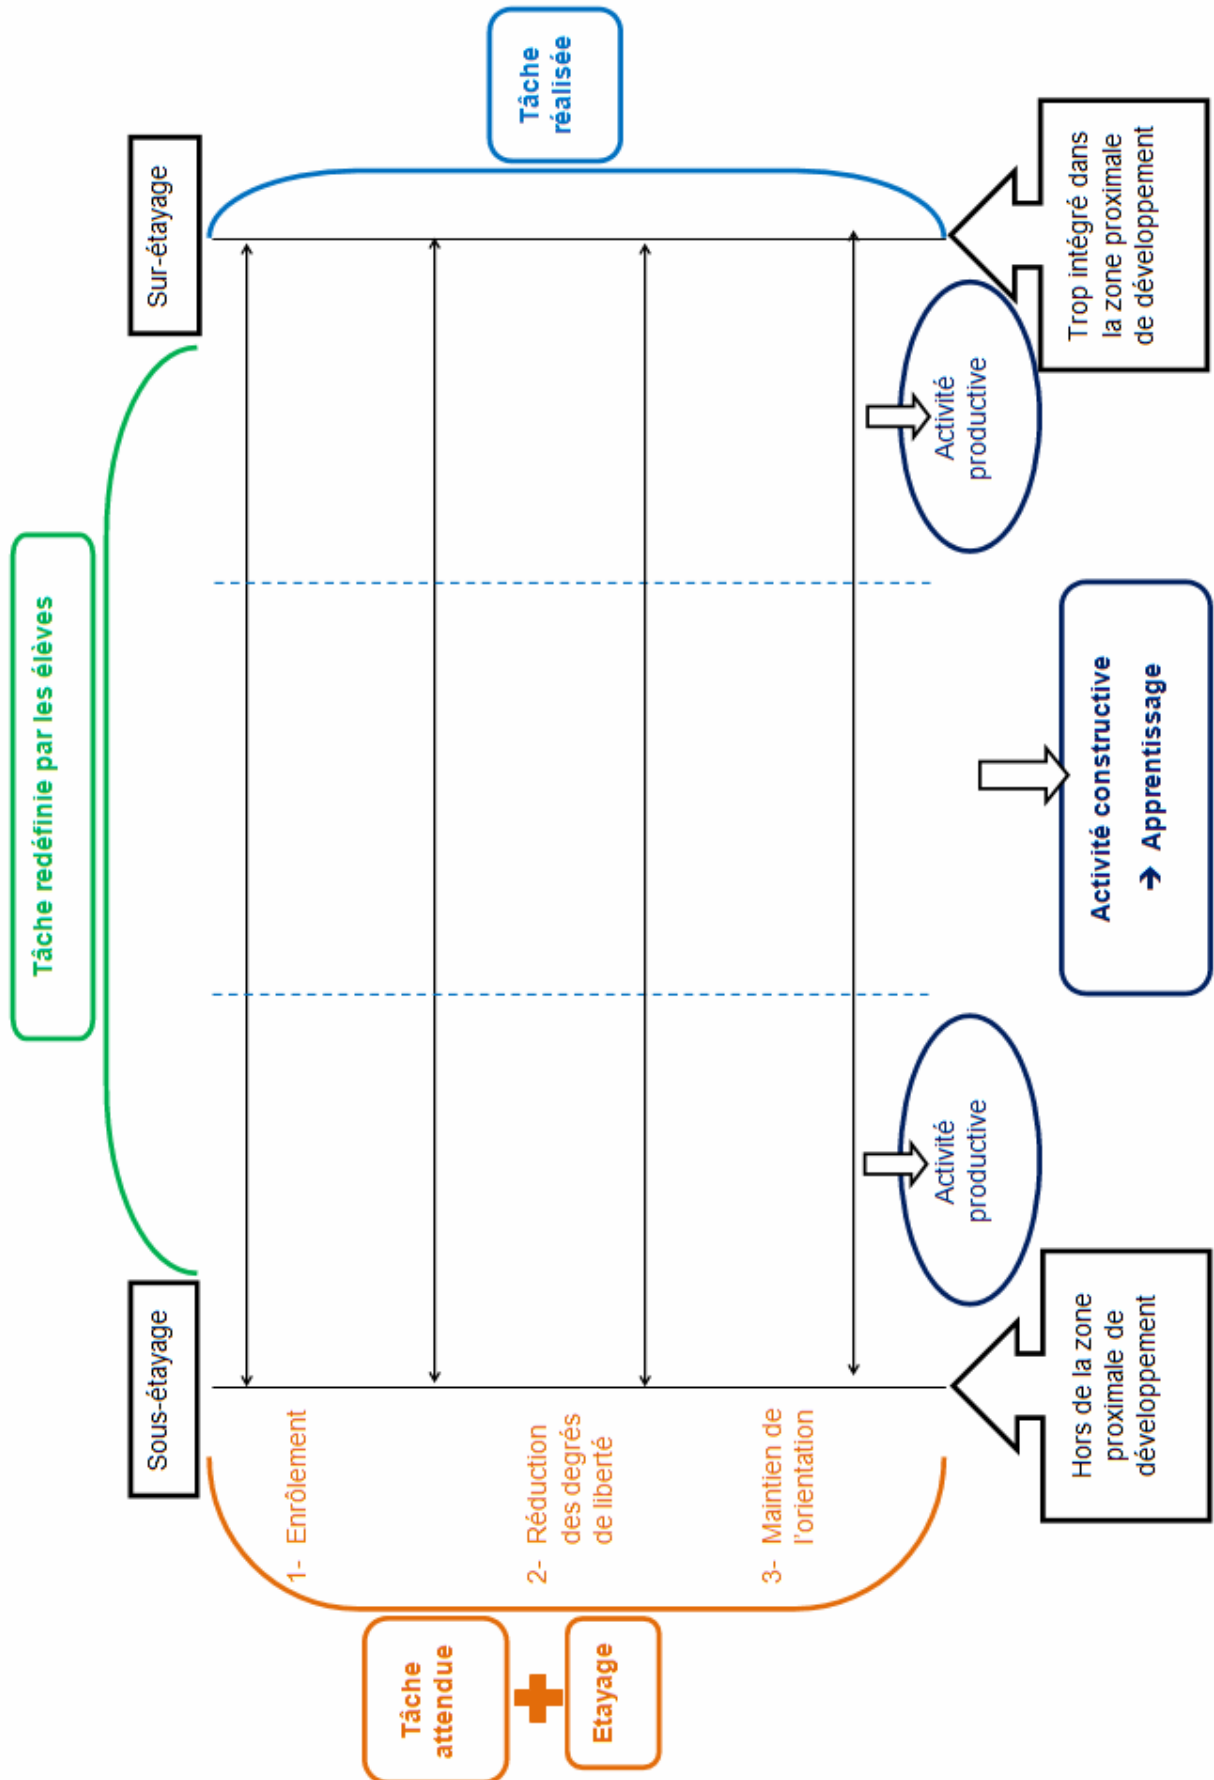 Tâche redéfinie par les élèves
Sous-étayage
Sur-étayage
Tâche
attendue
Etayage
1- Enrôlement
2- Réduction
des degrés
de liberté
3- Maintien de
l'orientation
Tâche
réalisée
Activité
productive
Activité
productive
Hors de la zone
proximale de
développement
Activité constructive
➔ Apprentissage
Trop intégré dans
la zone proximale
de développement